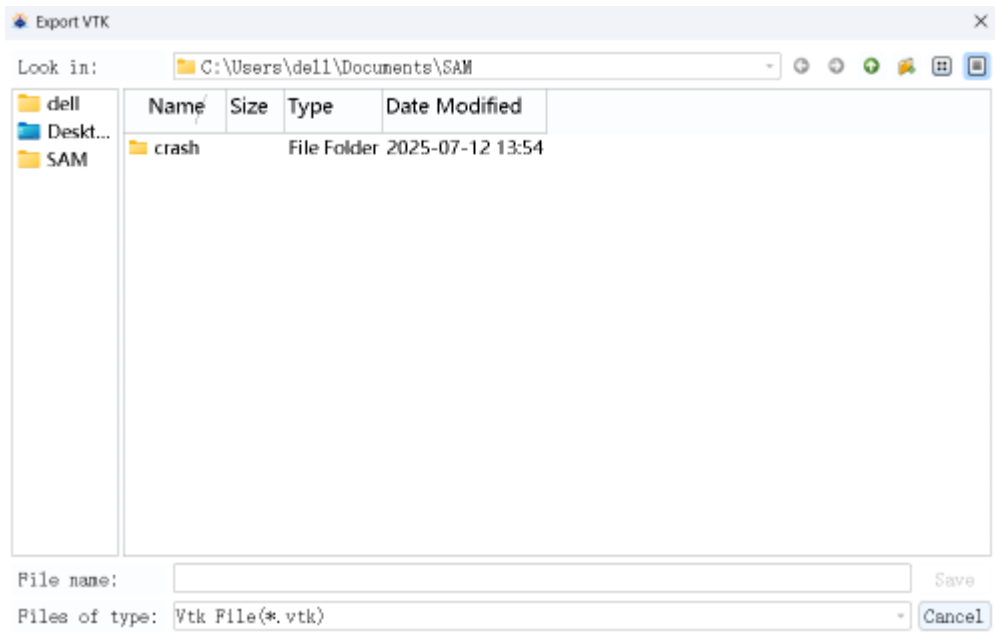 Export VTK
Look in: C:\Users\dell\Documents\SAM
dell
Deskt...
SAM
Name Size Type Date Modified
crash File Folder 2025-07-12 13:54
File name: Save
Files of type: Vtk File(*.vtk) Cancel